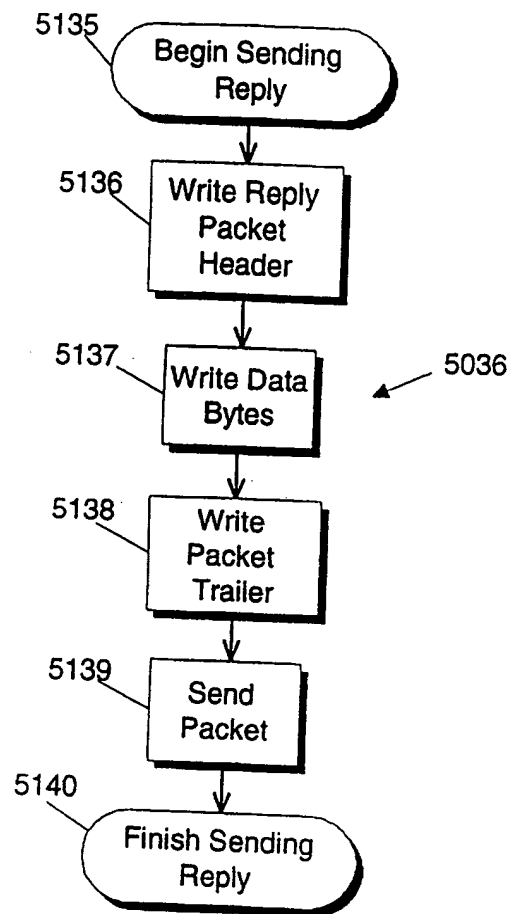 5135
Begin Sending
Reply
5136
Write Reply
Packet
Header
5137
Write Data
Bytes
5036
5138
Write
Packet
Trailer
5139
Send
Packet
5140
Finish Sending
Reply